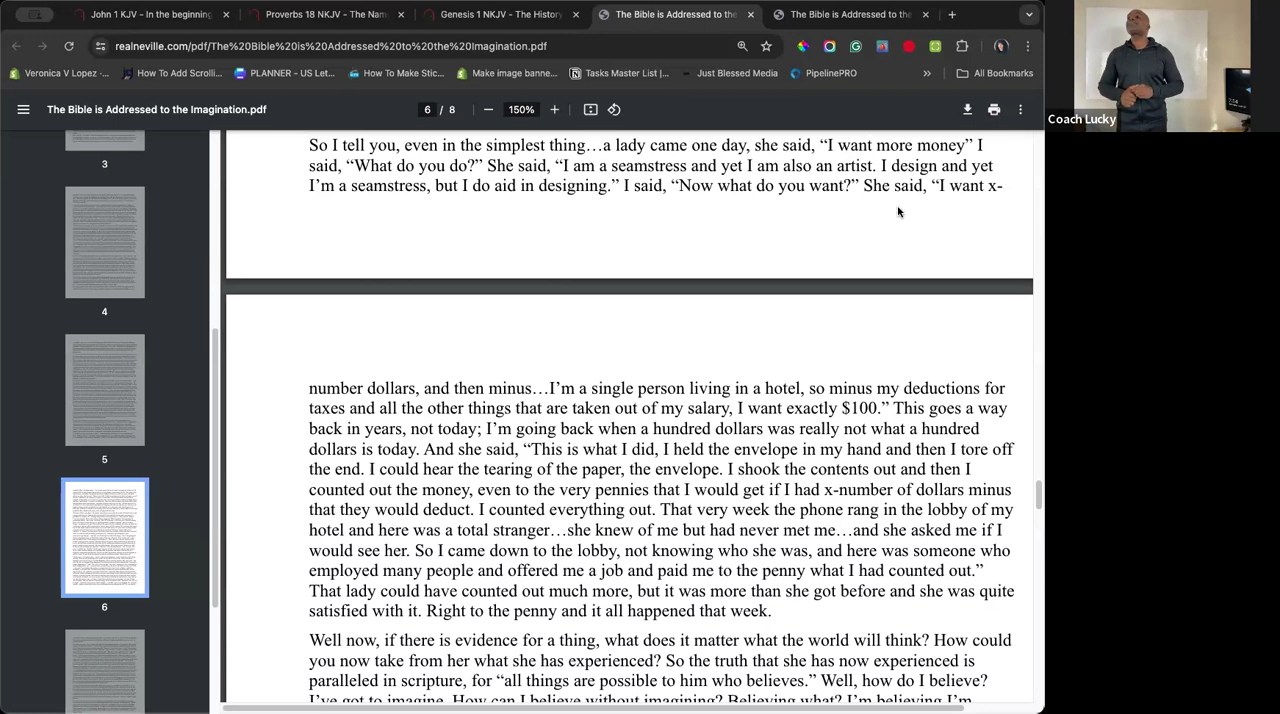 John 1 KJV - In the beginning
Proverbs 18 NKJV - The Nam
Genesis 1 NKJV - The History
The Bible is Addressed to the
The Bible is Addressed to the
realneville.com/pdf/The%20Bible%20is%20Addressed%20to%20the%20Imagination.pdf
Veronica V Lopez -...
How To Add Scrolli...
PLANNER - US Let...
How To Make Stic...
Make image banne...
Tasks Master List |...
Just Blessed Media
PipelinePRO
All Bookmarks
The Bible is Addressed to the Imagination.pdf
6 / 8
150%
3
4
5
6
So I tell you, even in the simplest thing…a lady came one day, she said, “I want more money” I
said, “What do you do?” She said, “I am a seamstress and yet I am also an artist. I design and yet
I’m a seamstress, but I do aid in designing.” I said, “Now what do you want?” She said, “I want x-
number dollars, and then minus…I’m a single person living in a hotel, so minus my deductions for
taxes and all the other things that are taken out of my salary, I want exactly $100.” This goes a way
back in years, not today; I’m going back when a hundred dollars was really not what a hundred
dollars is today. And she said, “This is what I did, I held the envelope in my hand and then I tore off
the end. I could hear the tearing of the paper, the envelope. I shook the contents out and then I
counted out the money, even to the very pennies that I would get if I had x-number of dollars minus
that they would deduct, I counted everything out. That very week the phone rang in the lobby of my
hotel and here was a total stranger…she knew of me but had never met me…and she asked me if I
would see her. So I came down to the lobby, not knowing who she was, and here was someone who
employed many people and offered me a job and paid me to the penny what I had counted out.”
That lady could have counted out much more, but it was more than she got before and she was quite
satisfied with it. Right to the penny and it all happened that week.
Well now, if there is evidence for a thing, what does it matter what the world will think? How could
you now take from her what she has experienced? So the truth that she has now experienced is
paralleled in scripture, for “all things are possible to him who believes.” Well, how do I believe?
I’ve got to imagine. How can I believe without imagining? Believing what? I’m believing I’m
Coach Lucky